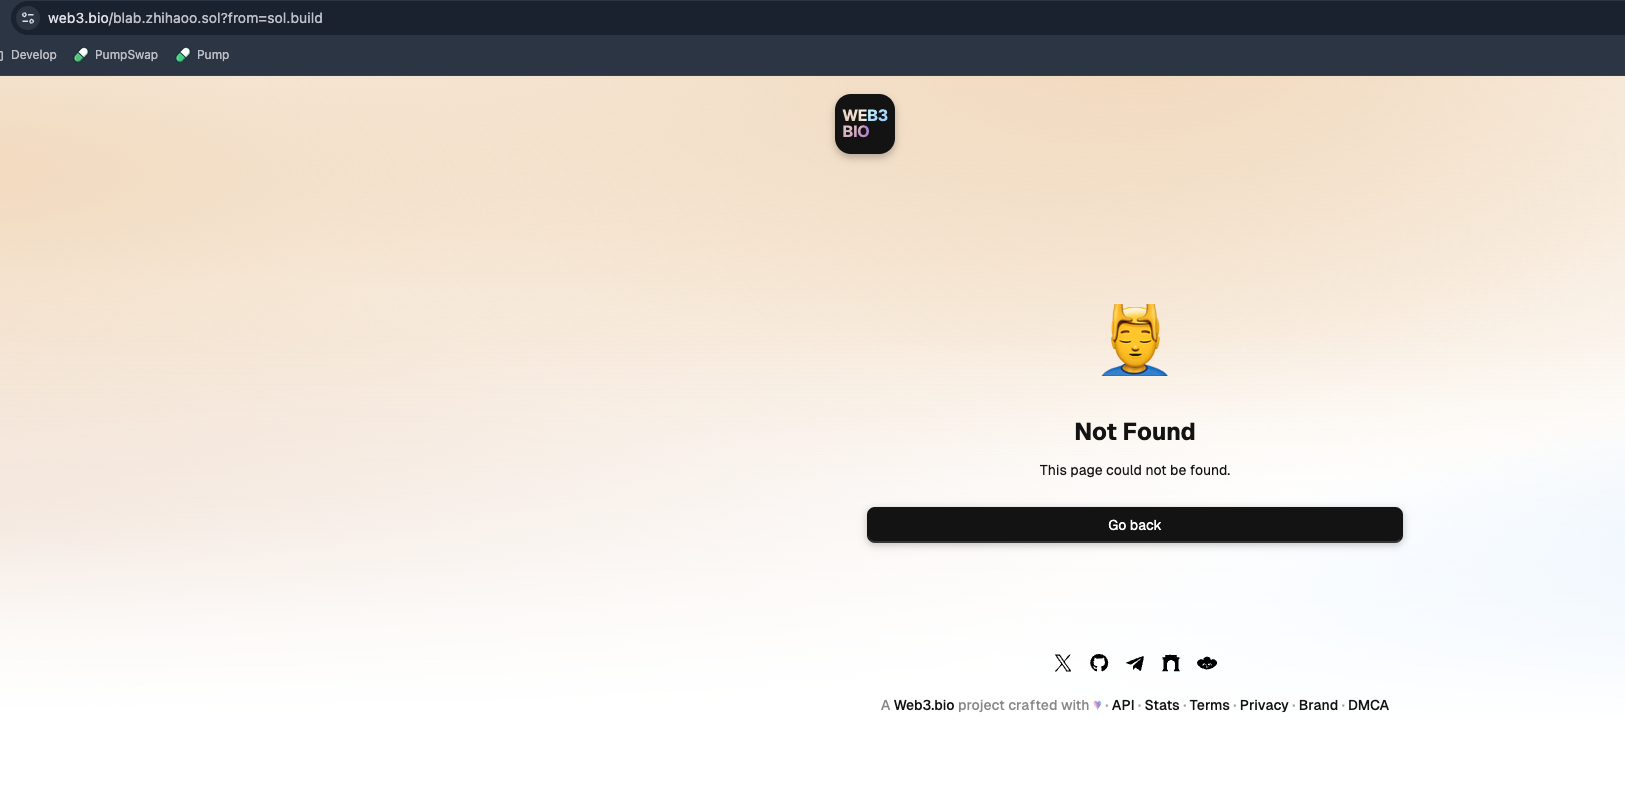 web3.bio/blab.zhihaoo.sol?from=sol.build
Develop PumpSwap Pump
WEB3
BIO
Not Found
This page could not be found.
Go back
A Web3.bio project crafted with ♥ · API · Stats · Terms · Privacy · Brand · DMCA